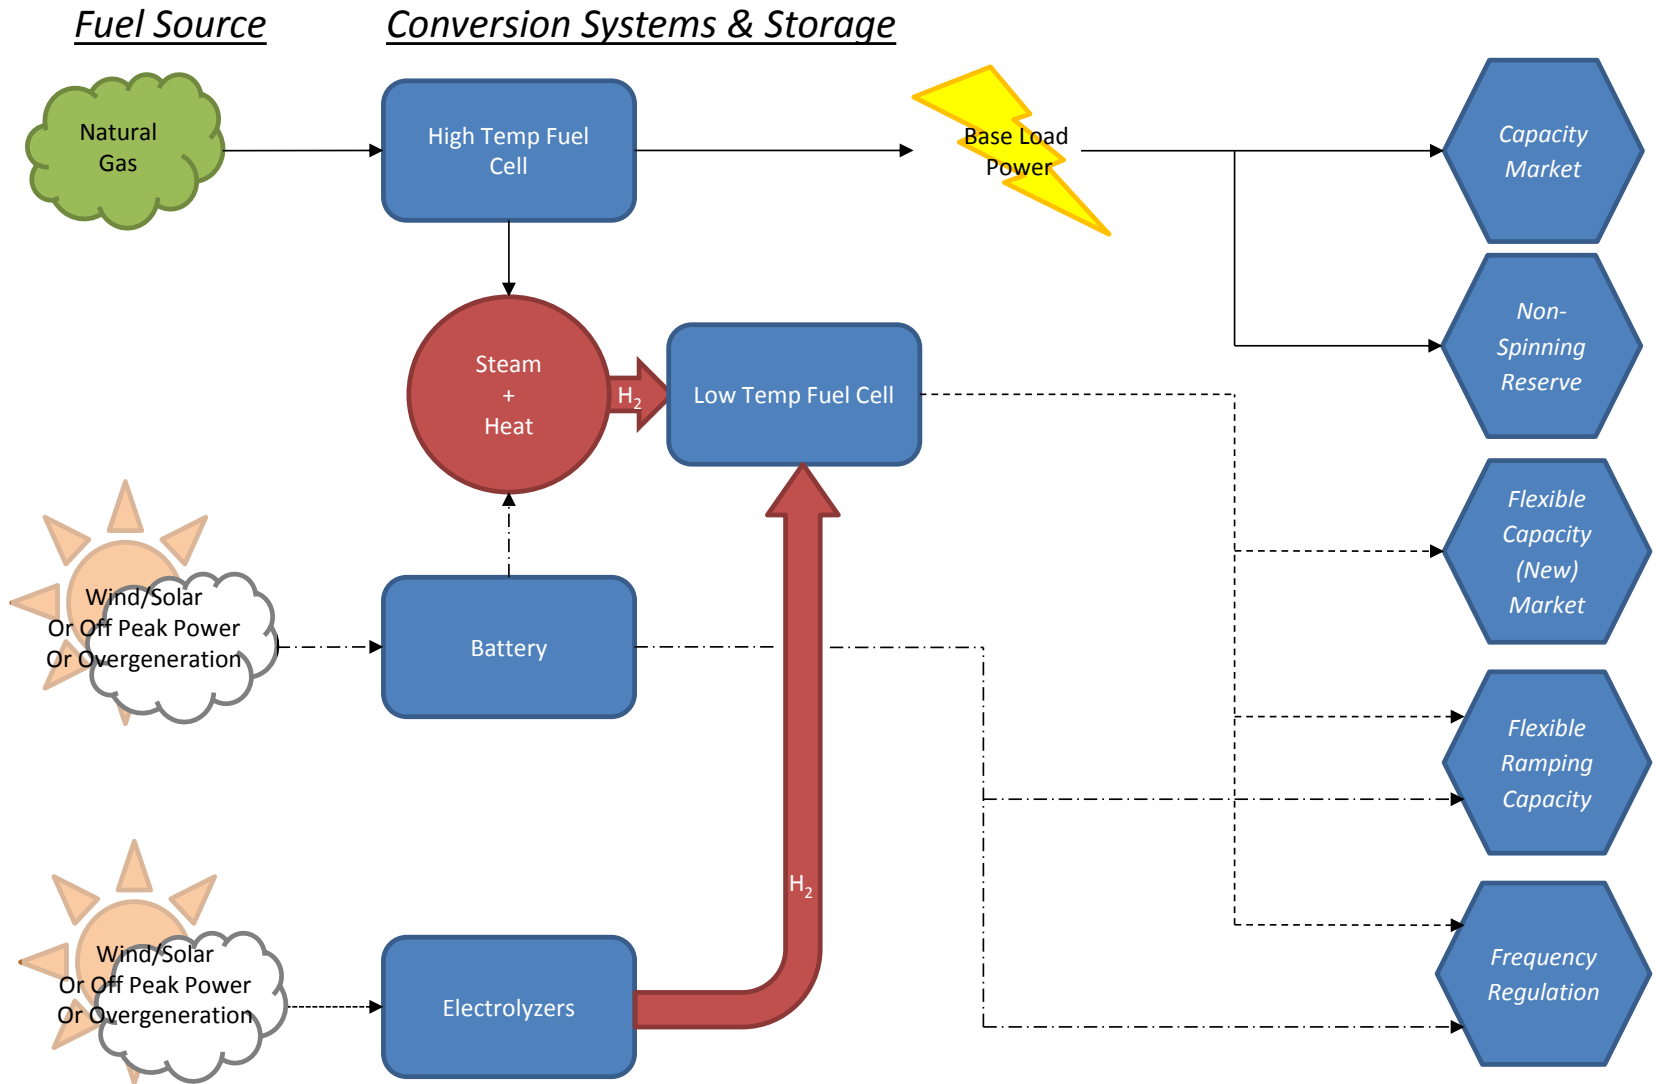 Fuel Source
Conversion Systems & Storage
Natural
Gas
High Temp Fuel
Cell
Base Load
Power
Capacity
Market
Non-
Spinning
Reserve
Steam
+
Heat
H2
Low Temp Fuel Cell
Flexible
Capacity
(New)
Market
Wind/Solar
Or Off Peak Power
Or Overgeneration
Battery
Flexible
Ramping
Capacity
H2
Wind/Solar
Or Off Peak Power
Or Overgeneration
Electrolyzers
Frequency
Regulation